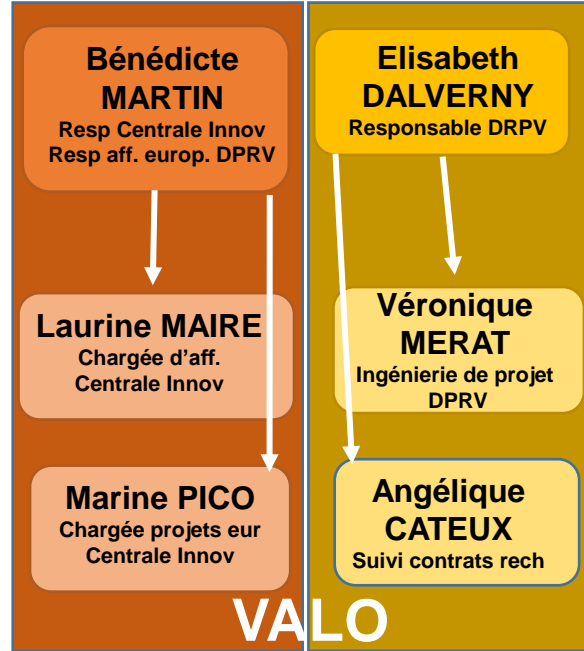 Bénédicte
MARTIN
Resp Centrale Innov
Resp aff. europ. DPRV
Laurine MAIRE
Chargée d’aff.
Centrale Innov
Marine PICO
Chargée projets eur
Centrale Innov
Elisabeth
DALVERNY
Responsable DRPV
Véronique
MERAT
Ingénierie de projet
DPRV
Angélique
CATEUX
Suivi contrats rech
VALO